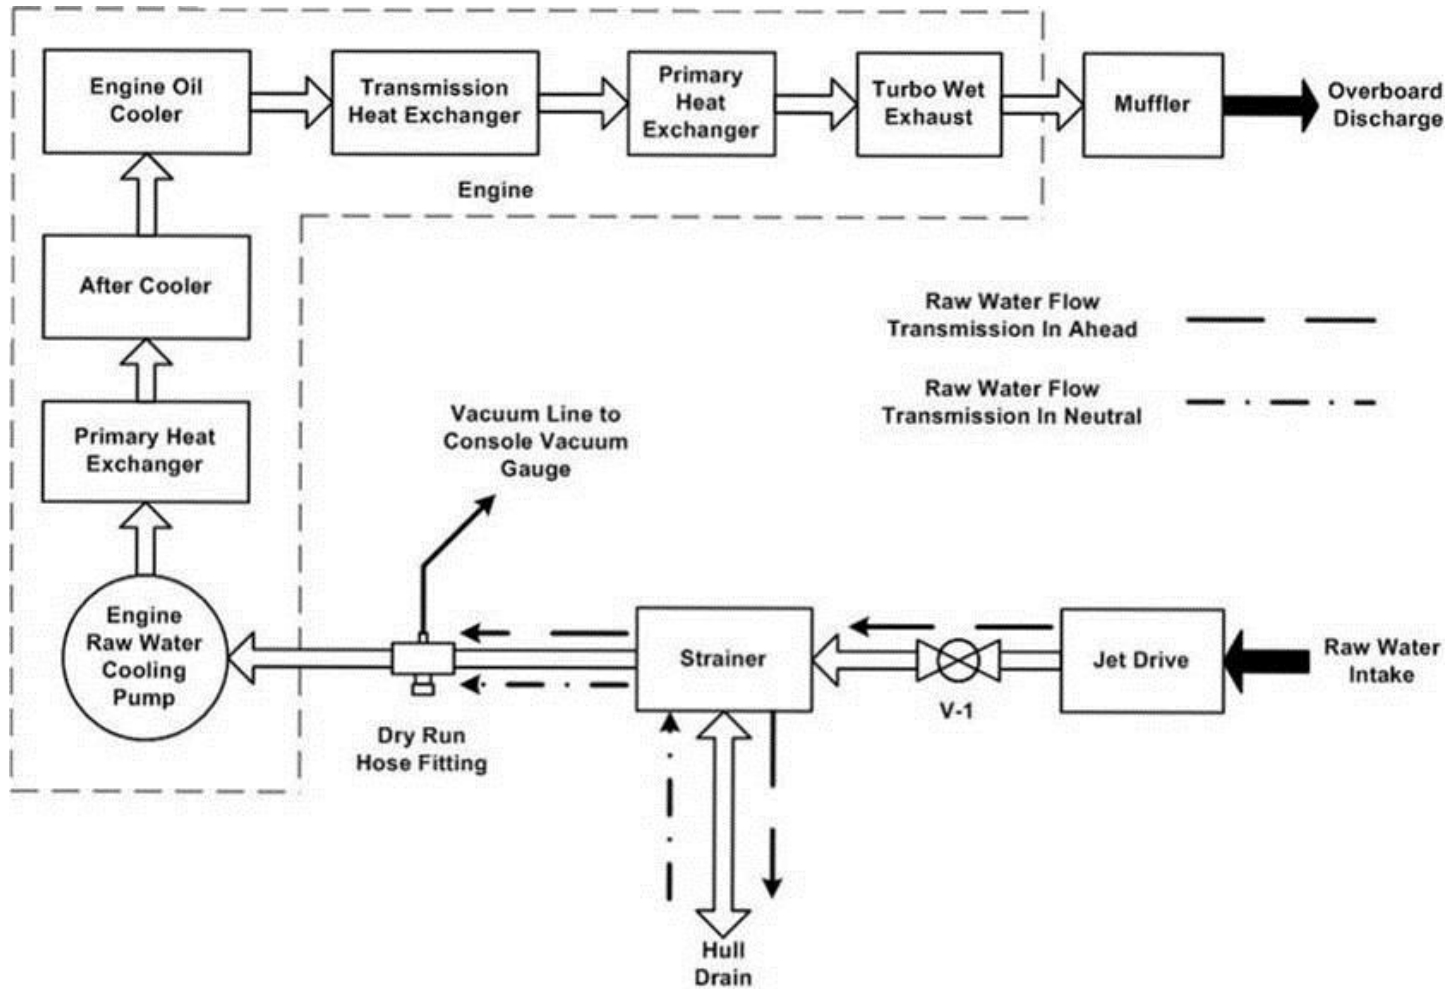 Engine Oil
Cooler
Transmission
Heat Exchanger
Primary
Heat
Exchanger
Turbo Wet
Exhaust
Muffler
Overboard
Discharge
Engine
After Cooler
Raw Water Flow
Transmission In Ahead
Raw Water Flow
Transmission In Neutral
Vacuum Line to
Console Vacuum
Gauge
Primary Heat
Exchanger
Engine
Raw Water
Cooling
Pump
Strainer
Jet Drive
Raw Water
Intake
V-1
Dry Run
Hose Fitting
Hull
Drain